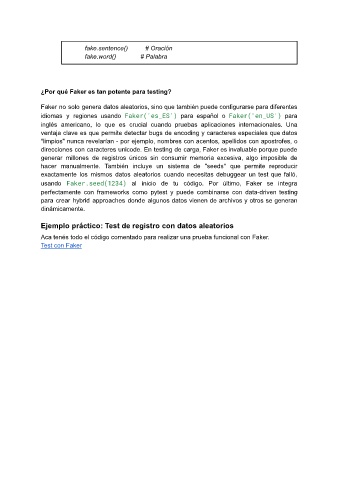 fake.sentence() # Oración
fake.word() # Palabra
¿Por qué Faker es tan potente para testing?
Faker no solo genera datos aleatorios, sino que también puede configurarse para diferentes
idiomas y regiones usando Faker('es_ES') para español o Faker('en_US') para
inglés americano, lo que es crucial cuando pruebas aplicaciones internacionales. Una
ventaja clave es que permite detectar bugs de encoding y caracteres especiales que datos
"limpios" nunca revelarían - por ejemplo, nombres con acentos, apellidos con apostrofes, o
direcciones con caracteres unicode. En testing de carga, Faker es invaluable porque puede
generar millones de registros únicos sin consumir memoria excesiva, algo imposible de
hacer manualmente. También incluye un sistema de "seeds" que permite reproducir
exactamente los mismos datos aleatorios cuando necesitas debuggear un test que falló,
usando Faker.seed(1234) al inicio de tu código. Por último, Faker se integra
perfectamente con frameworks como pytest y puede combinarse con data-driven testing
para crear hybrid approaches donde algunos datos vienen de archivos y otros se generan
dinámicamente.
Ejemplo práctico: Test de registro con datos aleatorios
Aca tenés todo el código comentado para realizar una prueba funcional con Faker.
Test con Faker